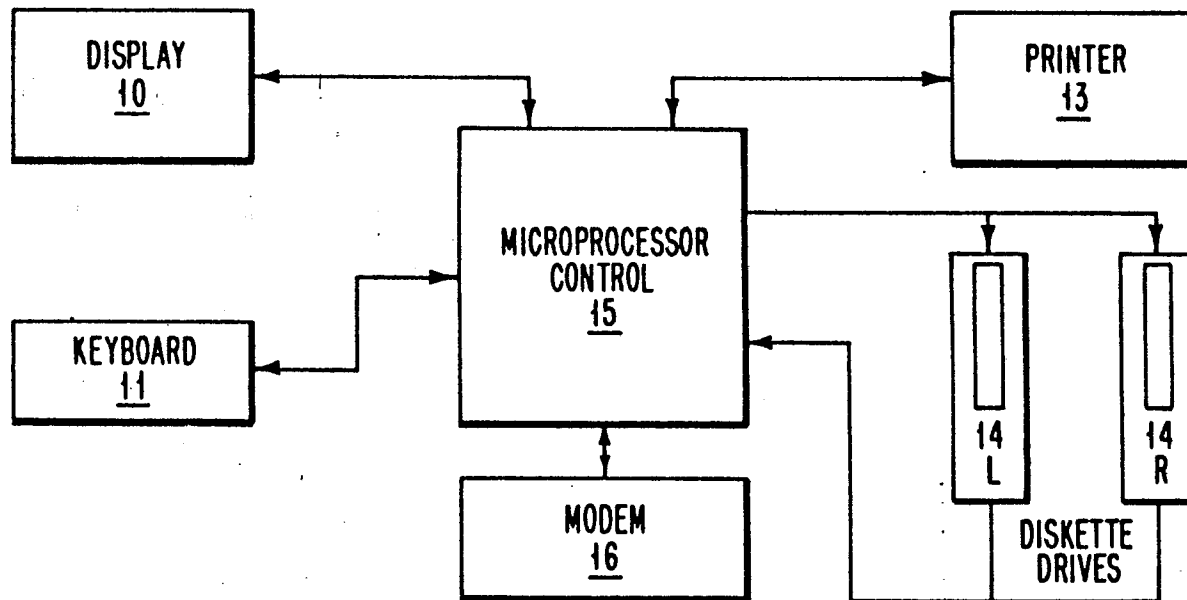 DISPLAY
10
PRINTER
13
MICROPROCESSOR
CONTROL
15
KEYBOARD
11
14
L
14
R
MODEM
16
DISKETTE
DRIVES